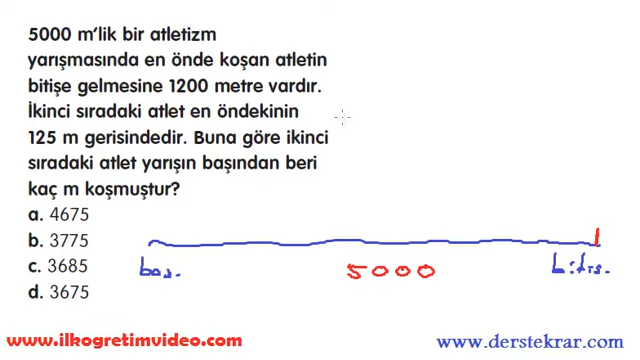 5000 m'lik bir atletizm
yarışmasında en önde koşan atletin
bitişe gelmesine 1200 metre vardır.
İkinci sıradaki atlet en öndekinin
125 m gerisindedir. Buna göre ikinci
sıradaki atlet yarışın başından beri
kaç m koşmuştur?
a. 4675
b. 3775
c. 3685
d. 3675
baş. 5000 bitiş.
www.ilkogretimvideo.com www.derstekrar.com